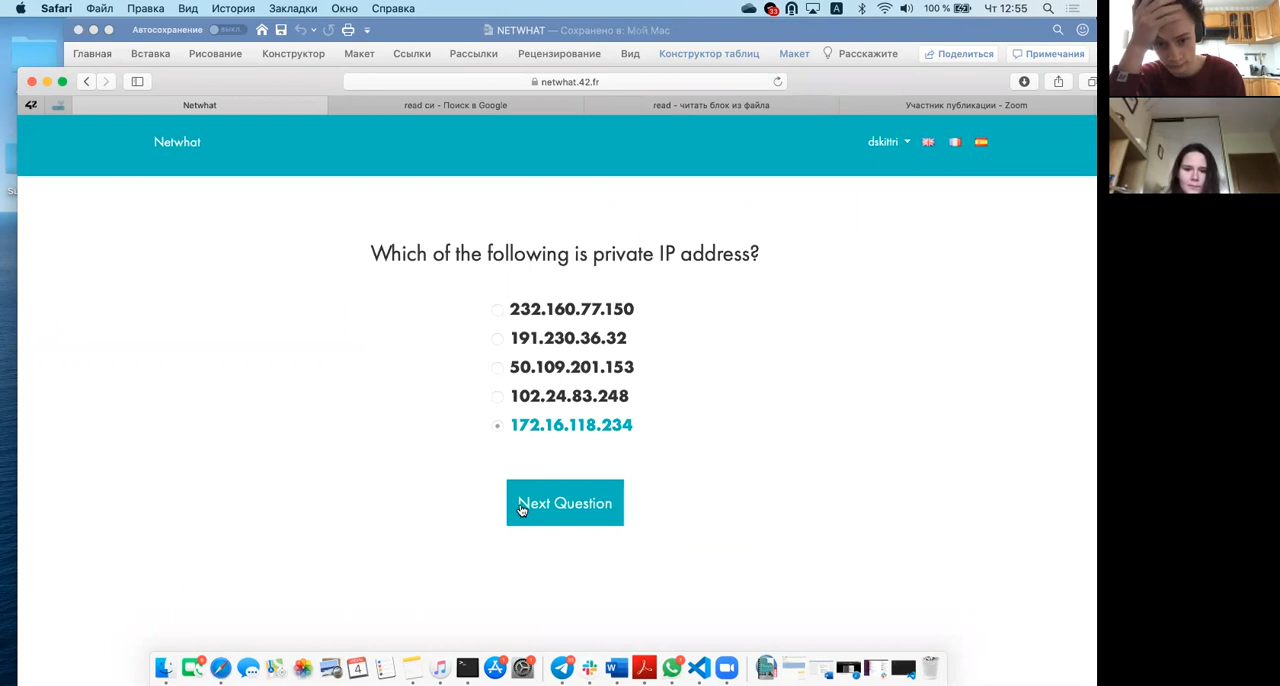 Safari Файл Правка Вид История Закладки Окно Справка 33 A 100 % Чт 12:55
Автосохранение ВЫКЛ. NETWHAT — Сохранено в: Мой Mac
Главная Вставка Рисование Конструктор Макет Ссылки Рассылки Рецензирование Вид Конструктор таблиц Макет Расскажите Поделиться Примечания
netwhat.42.fr
42 Netwhat read си - Поиск в Google read - читать блок из файла Участник публикации - Zoom
Netwhat dskittri
Which of the following is private IP address?
232.160.77.150
191.230.36.32
50.109.201.153
102.24.83.248
172.16.118.234
Next Question